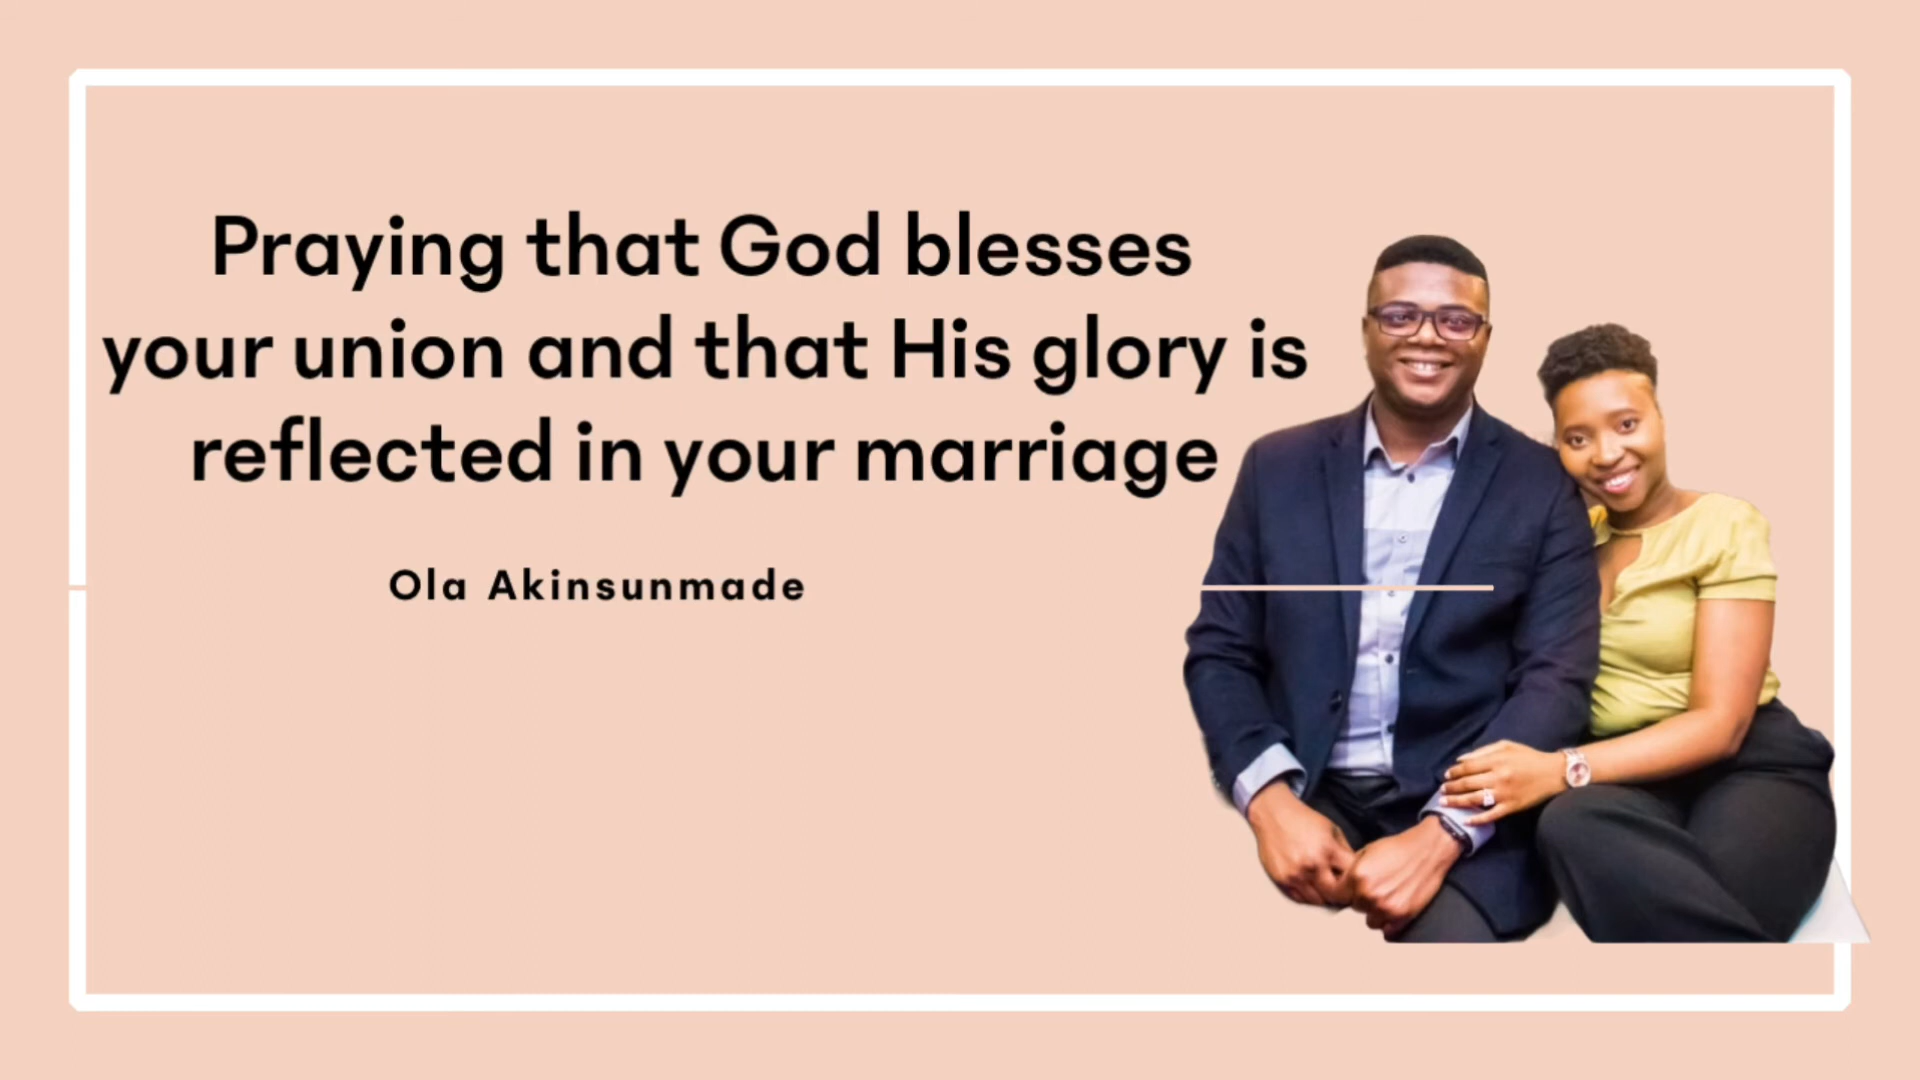 Praying that God blesses
your union and that His glory is
reflected in your marriage
Ola Akinsunmade